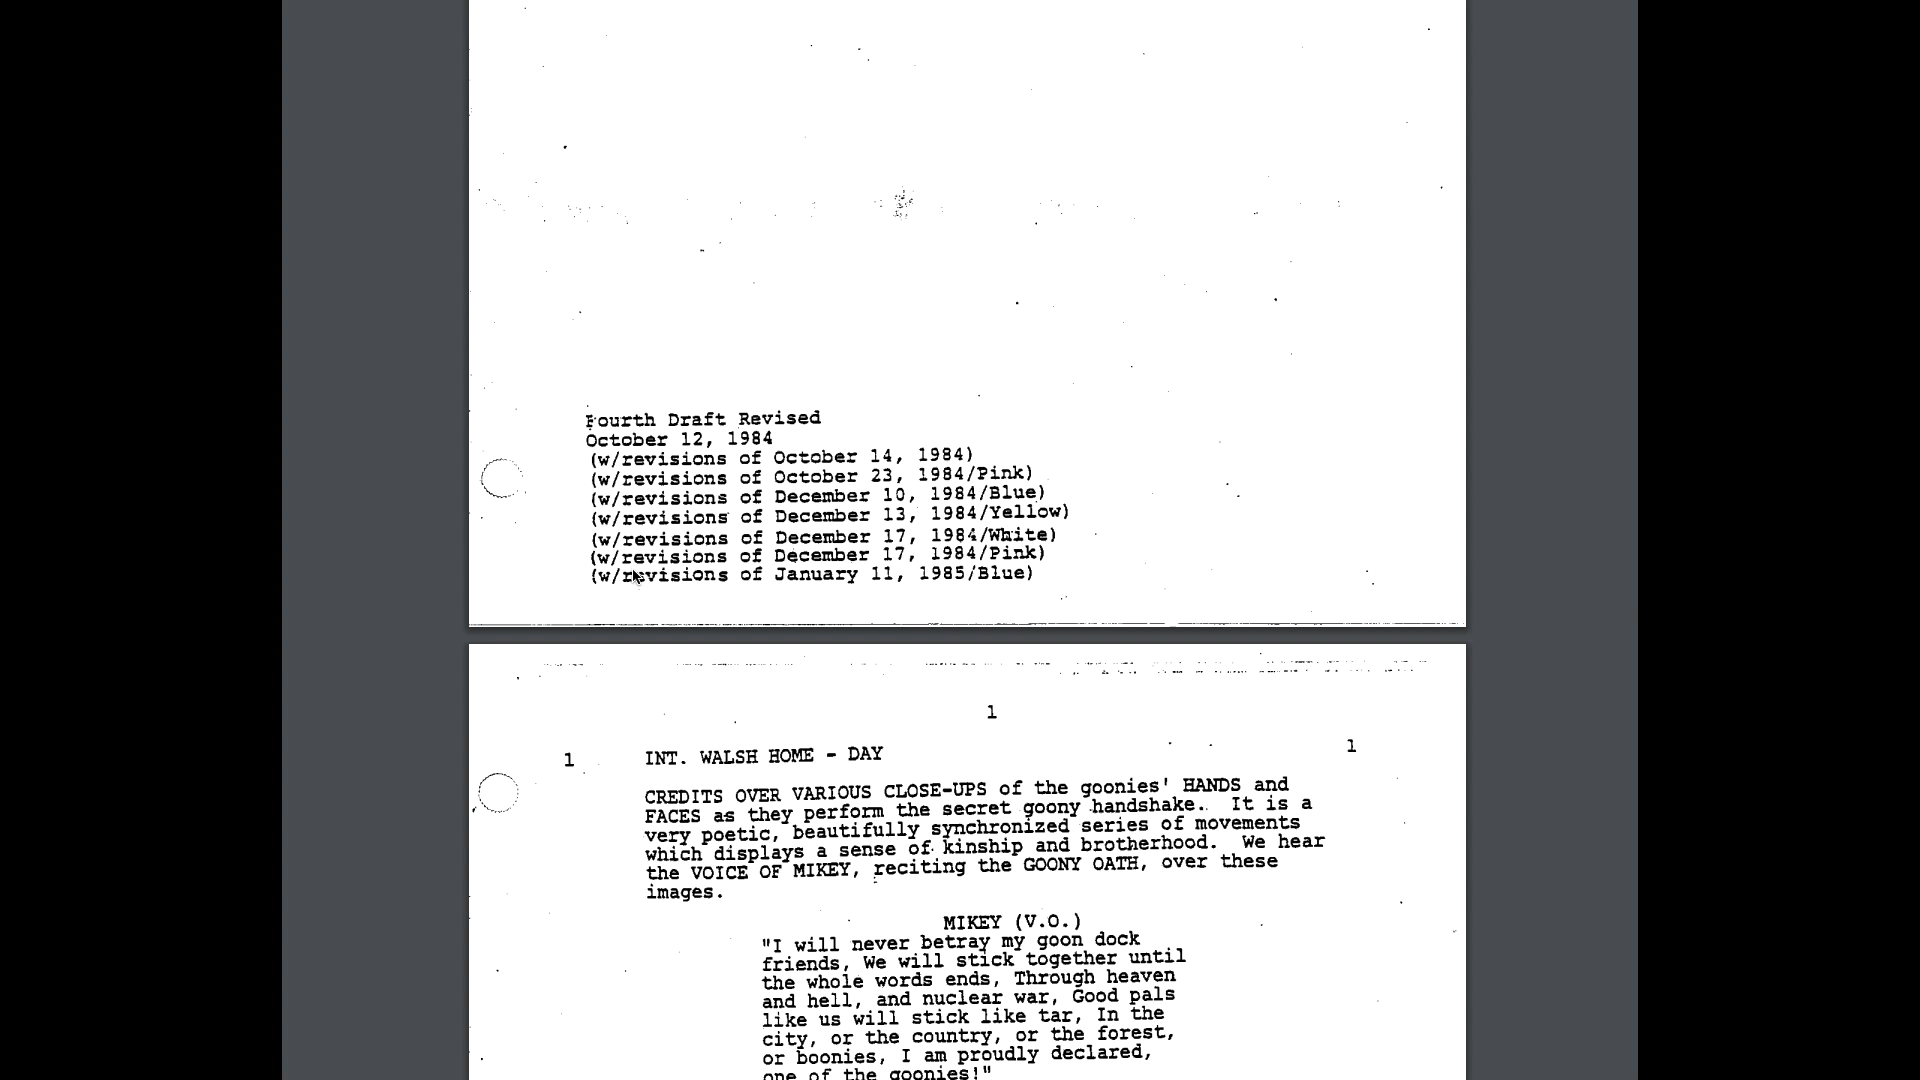 Fourth Draft Revised
October 12, 1984
(w/revisions of October 14, 1984)
(w/revisions of October 23, 1984/Pink)
(w/revisions of December 10, 1984/Blue)
(w/revisions of December 13, 1984/Yellow)
(w/revisions of December 17, 1984/White)
(w/revisions of December 17, 1984/Pink)
(w/revisions of January 11, 1985/Blue)
1
1 INT. WALSH HOME - DAY 1
CREDITS OVER VARIOUS CLOSE-UPS of the goonies' HANDS and
FACES as they perform the secret goony handshake. It is a
very poetic, beautifully synchronized series of movements
which displays a sense of kinship and brotherhood. We hear
the VOICE OF MIKEY, reciting the GOONY OATH, over these
images.
MIKEY (V.O.)
"I will never betray my goon dock
friends, We will stick together until
the whole words ends, Through heaven
and hell, and nuclear war, Good pals
like us will stick like tar, In the
city, or the country, or the forest,
or boonies, I am proudly declared,
one of the goonies!"